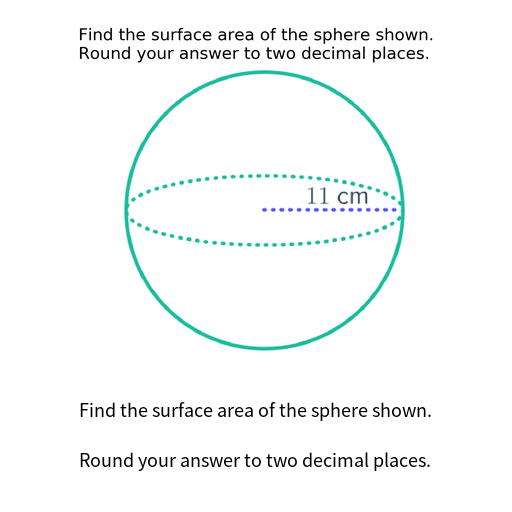 Find the surface area of the sphere shown.
Round your answer to two decimal places.
11 cm
Find the surface area of the sphere shown.
Round your answer to two decimal places.